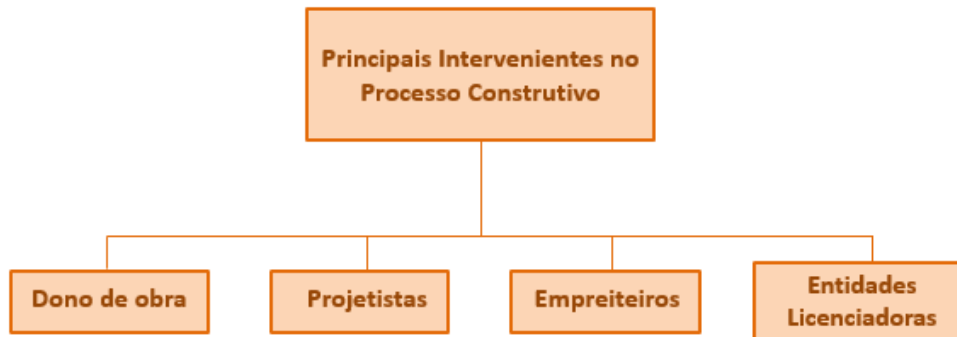 Principais Intervenientes no
Processo Construtivo
Dono de obra
Projetistas
Empreiteiros
Entidades
Licenciadoras